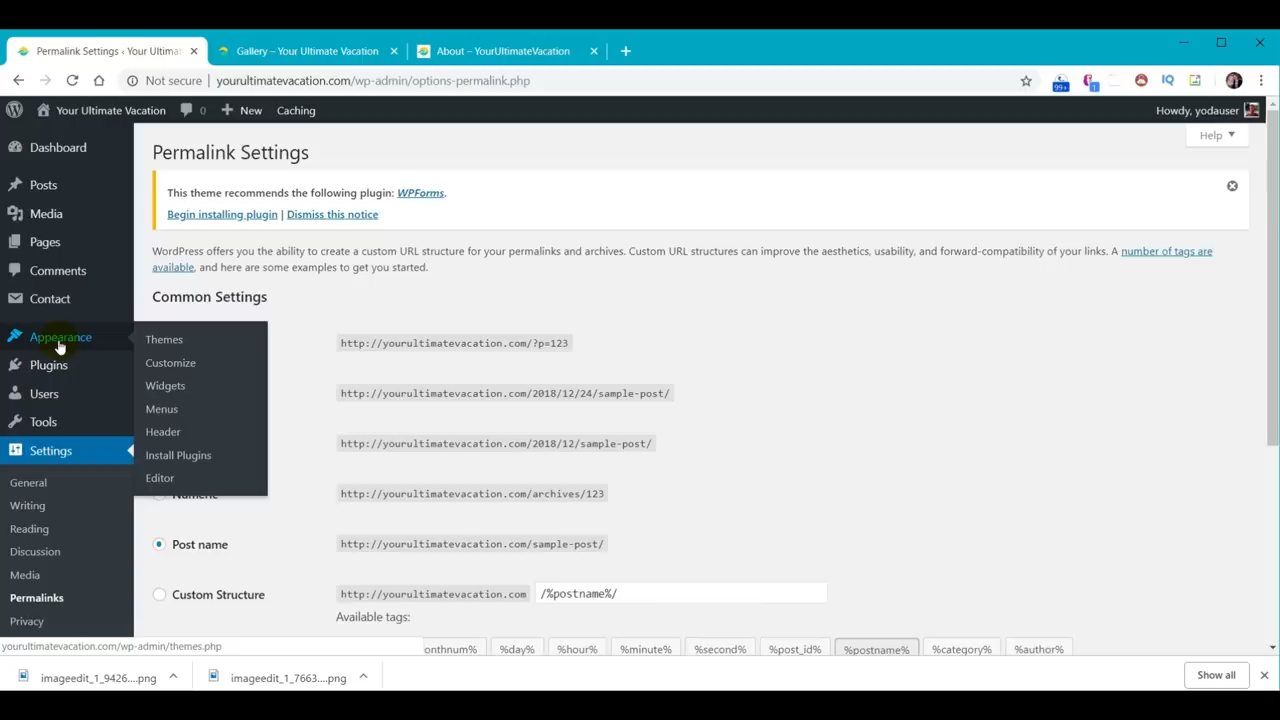 Permalink Settings ‹ Your Ultima
Gallery – Your Ultimate Vacation
About – YourUltimateVacation
Not secure | yourultimatevacation.com/wp-admin/options-permalink.php
99+
1
IQ
Your Ultimate Vacation
0
New
Caching
Howdy, yodauser
Help
Dashboard
Posts
Media
Pages
Comments
Contact
Appearance
Plugins
Users
Tools
Settings
General
Writing
Reading
Discussion
Media
Permalinks
Privacy
Themes
Customize
Widgets
Menus
Header
Install Plugins
Editor
Permalink Settings
This theme recommends the following plugin: WPForms.
Begin installing plugin | Dismiss this notice
WordPress offers you the ability to create a custom URL structure for your permalinks and archives. Custom URL structures can improve the aesthetics, usability, and forward-compatibility of your links. A number of tags are
available, and here are some examples to get you started.
Common Settings
http://yourultimatevacation.com/?p=123
http://yourultimatevacation.com/2018/12/24/sample-post/
http://yourultimatevacation.com/2018/12/sample-post/
Numeric
http://yourultimatevacation.com/archives/123
Post name
http://yourultimatevacation.com/sample-post/
Custom Structure
http://yourultimatevacation.com
/%postname%/
Available tags:
onthnum%
%day%
%hour%
%minute%
%second%
%post_id%
%postname%
%category%
%author%
yourultimatevacation.com/wp-admin/themes.php
imageedit_1_9426....png
imageedit_1_7663....png
Show all